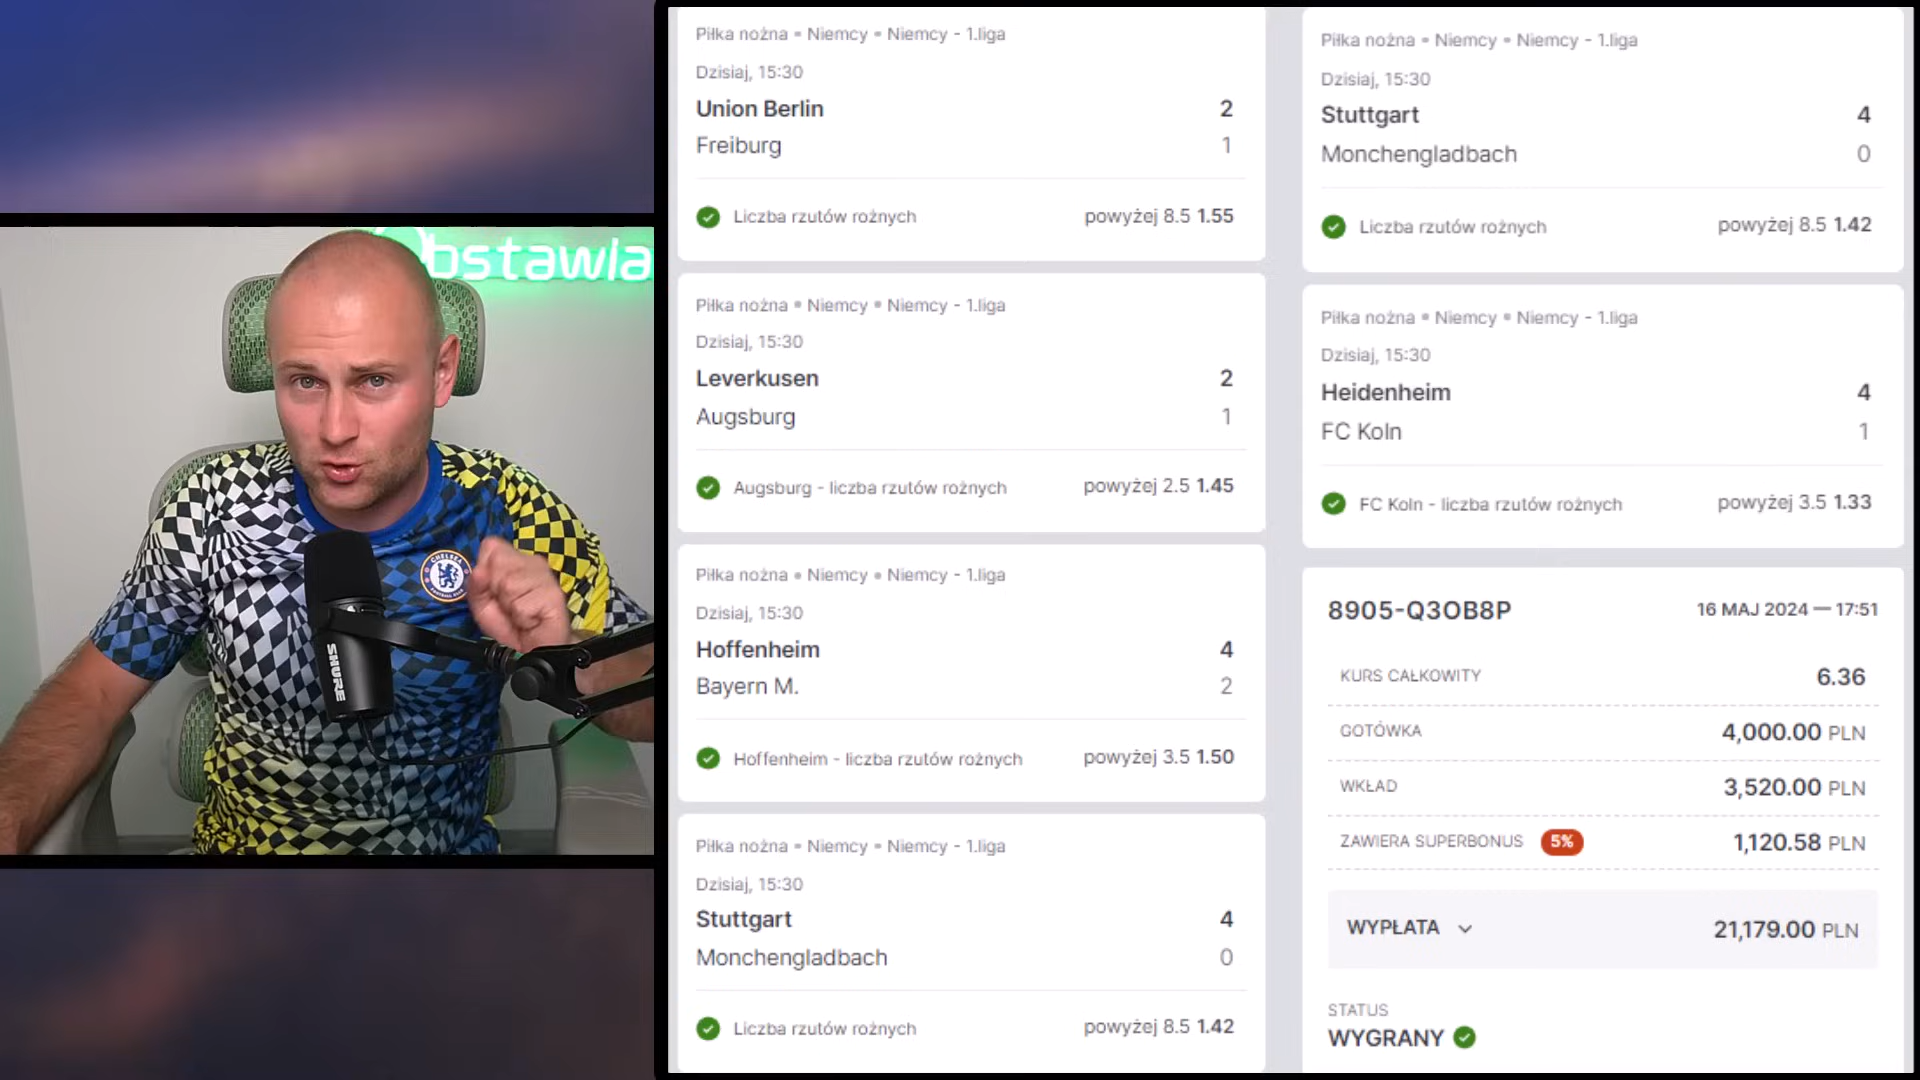 bstawia
CHELSEA
FOOTBALL CLUB
SHURE
Piłka nożna • Niemcy • Niemcy - 1.liga
Dzisiaj, 15:30
Union Berlin 2
Freiburg 1
Liczba rzutów rożnych powyżej 8.5 1.55
Piłka nożna • Niemcy • Niemcy - 1.liga
Dzisiaj, 15:30
Leverkusen 2
Augsburg 1
Augsburg - liczba rzutów rożnych powyżej 2.5 1.45
Piłka nożna • Niemcy • Niemcy - 1.liga
Dzisiaj, 15:30
Hoffenheim 4
Bayern M. 2
Hoffenheim - liczba rzutów rożnych powyżej 3.5 1.50
Piłka nożna • Niemcy • Niemcy - 1.liga
Dzisiaj, 15:30
Stuttgart 4
Monchengladbach 0
Liczba rzutów rożnych powyżej 8.5 1.42
Piłka nożna • Niemcy • Niemcy - 1.liga
Dzisiaj, 15:30
Stuttgart 4
Monchengladbach 0
Liczba rzutów rożnych powyżej 8.5 1.42
Piłka nożna • Niemcy • Niemcy - 1.liga
Dzisiaj, 15:30
Heidenheim 4
FC Koln 1
FC Koln - liczba rzutów rożnych powyżej 3.5 1.33
8905-Q3OB8P 16 MAJ 2024 — 17:51
KURS CAŁKOWITY 6.36
GOTÓWKA 4,000.00 PLN
WKŁAD 3,520.00 PLN
ZAWIERA SUPERBONUS 5% 1,120.58 PLN
WYPŁATA 21,179.00 PLN
STATUS
WYGRANY